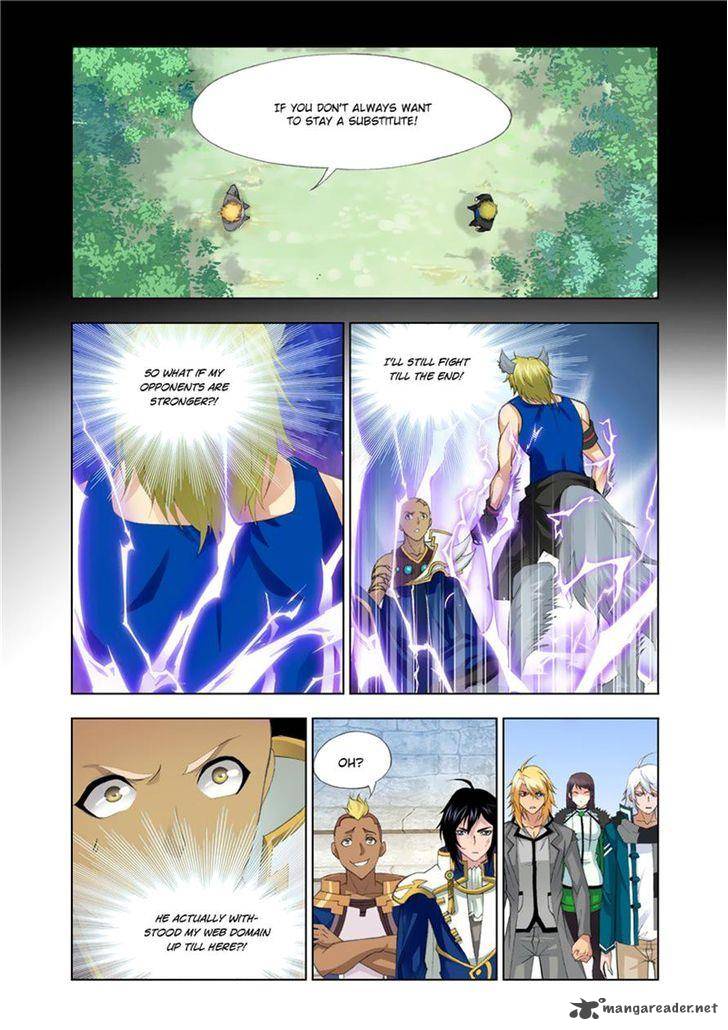 IF YOU DON'T ALWAYS WANT
TO STAY A SUBSTITUTE!
SO WHAT IF MY
OPPONENTS ARE
STRONGER?!
I'LL STILL FIGHT
TILL THE END!
HE ACTUALLY WITH-
STOOD MY WEB DOMAIN
UP TILL HERE?!
OH?
mangareader.net